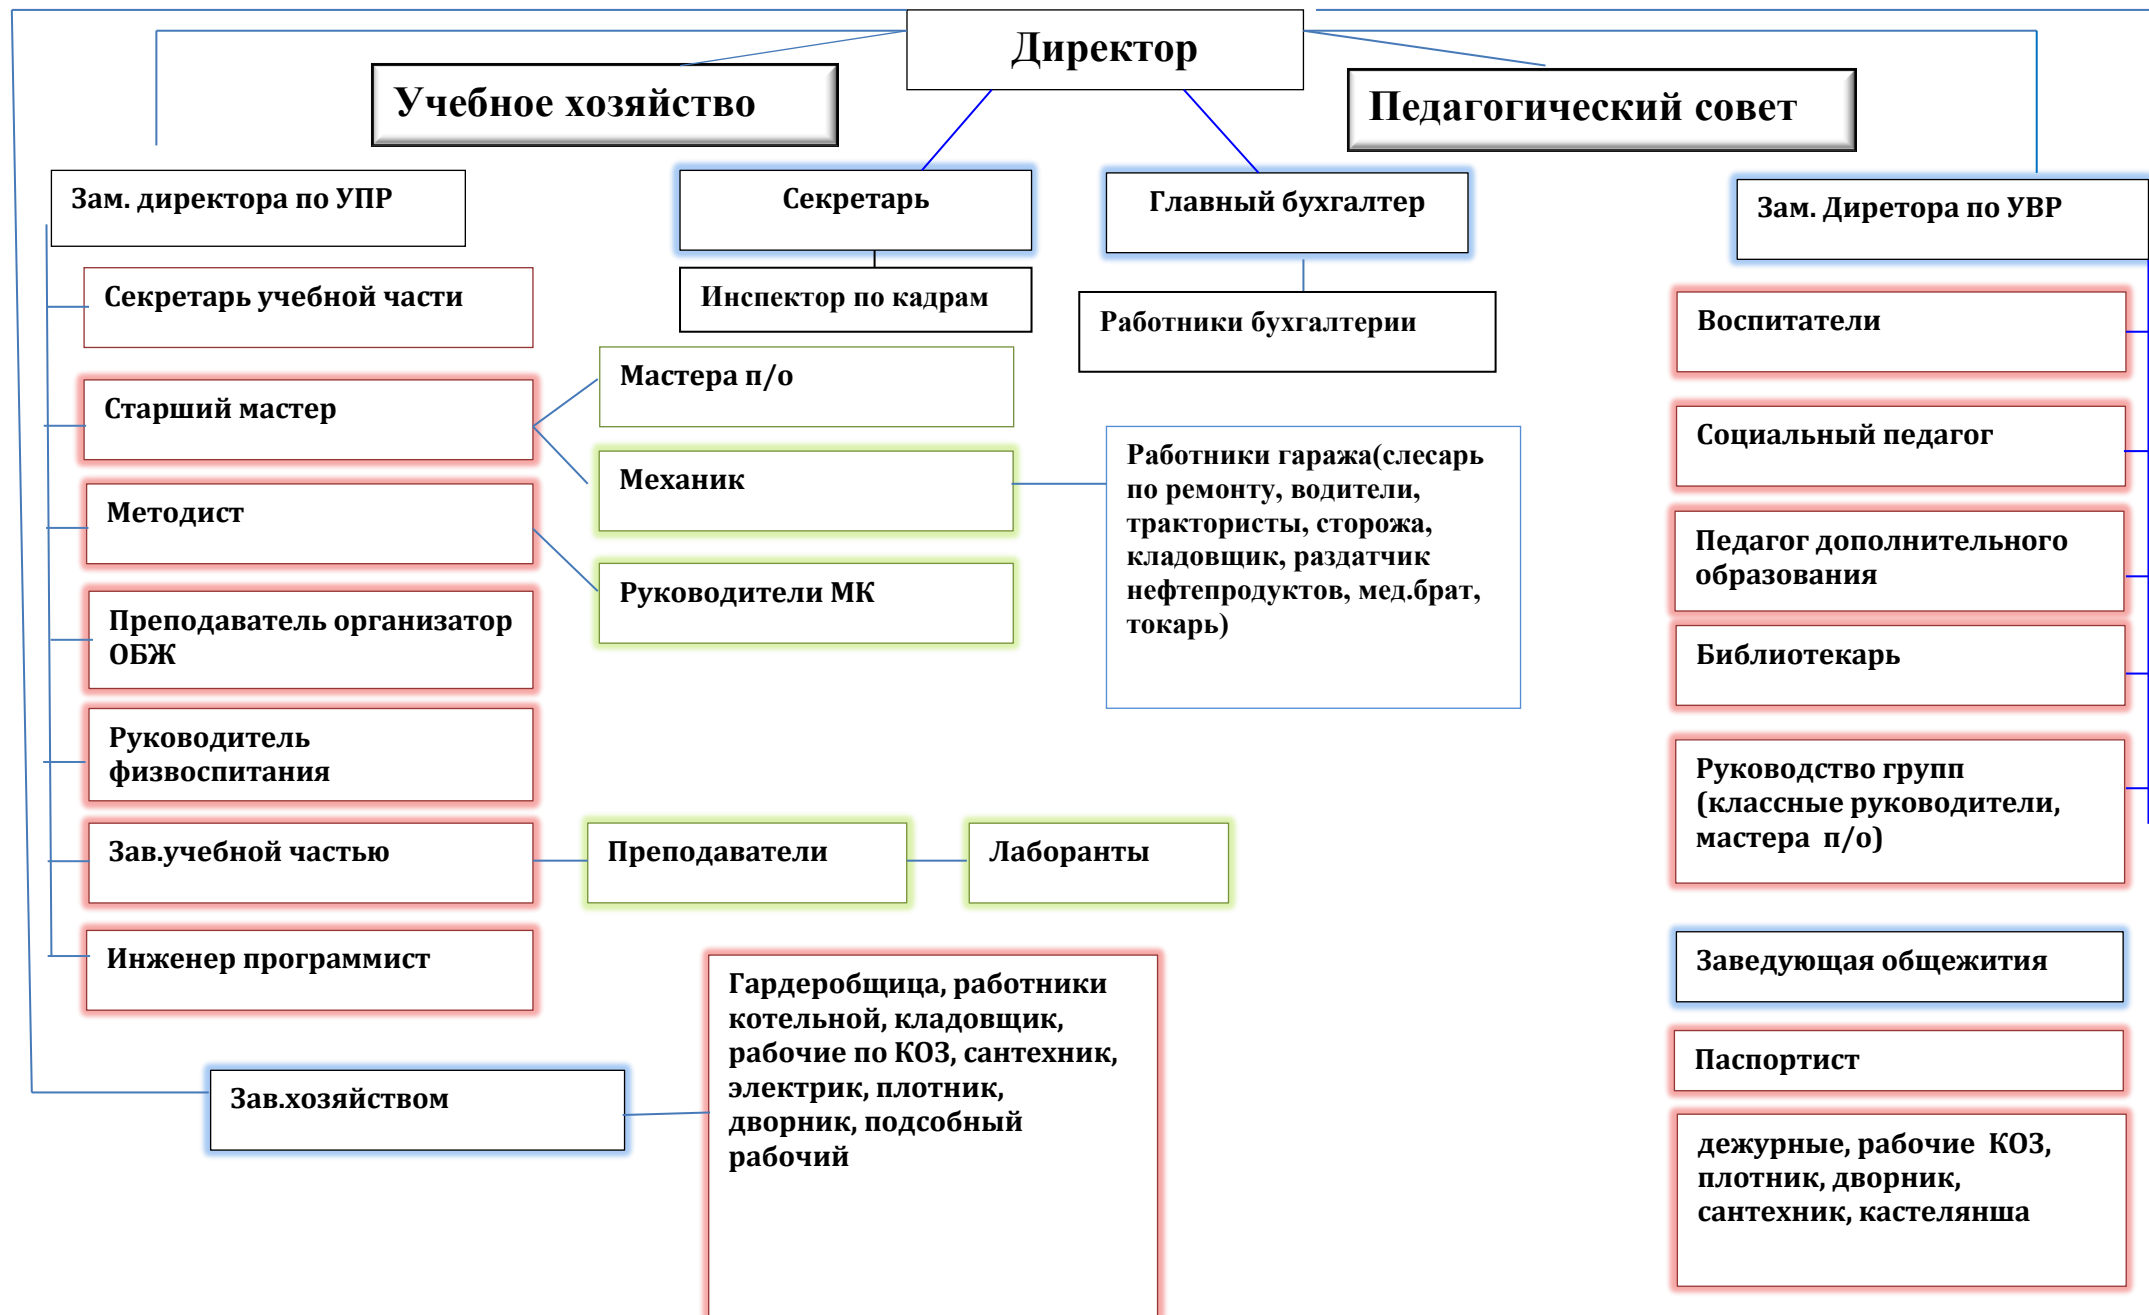 Директор
Учебное хозяйство
Педагогический совет
Зам. директора по УПР
Секретарь
Главный бухгалтер
Зам. Диретора по УВР
Секретарь учебной части
Инспектор по кадрам
Работники бухгалтерии
Воспитатели
Старший мастер
Мастера п/о
Социальный педагог
Механик
Работники гаража(слесарь
по ремонту, водители,
трактористы, сторожа,
кладовщик, раздатчик
нефтепродуктов, мед.брат,
токарь)
Методист
Руководители МК
Педагог дополнительного
образования
Преподаватель организатор
ОБЖ
Библиотекарь
Руководитель
физвоспитания
Руководство групп
(классные руководители,
мастера  п/о)
Зав.учебной частью
Преподаватели
Лаборанты
Инженер программист
Заведующая общежития
Гардеробщица, работники
котельной, кладовщик,
рабочие по КОЗ, сантехник,
электрик, плотник,
дворник, подсобный
рабочий
Паспортист
Зав.хозяйством
дежурные, рабочие  КОЗ,
плотник, дворник,
сантехник, кастелянша